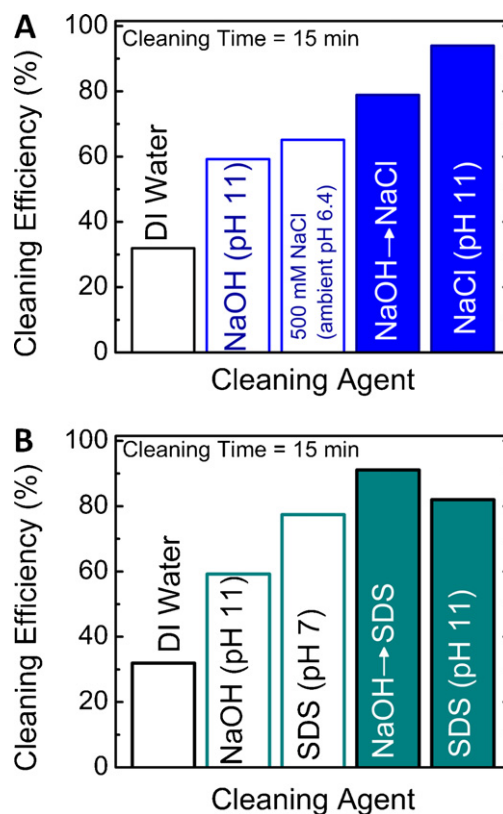 A
Cleaning Time = 15 min
Cleaning Efficiency (%)
100
80
60
40
20
0
DI Water
NaOH (pH 11)
500 mM NaCl
(ambient pH 6.4)
NaOH→NaCl
NaCl (pH 11)
Cleaning Agent
B
Cleaning Time = 15 min
Cleaning Efficiency (%)
100
80
60
40
20
0
DI Water
NaOH (pH 11)
SDS (pH 7)
NaOH→SDS
SDS (pH 11)
Cleaning Agent